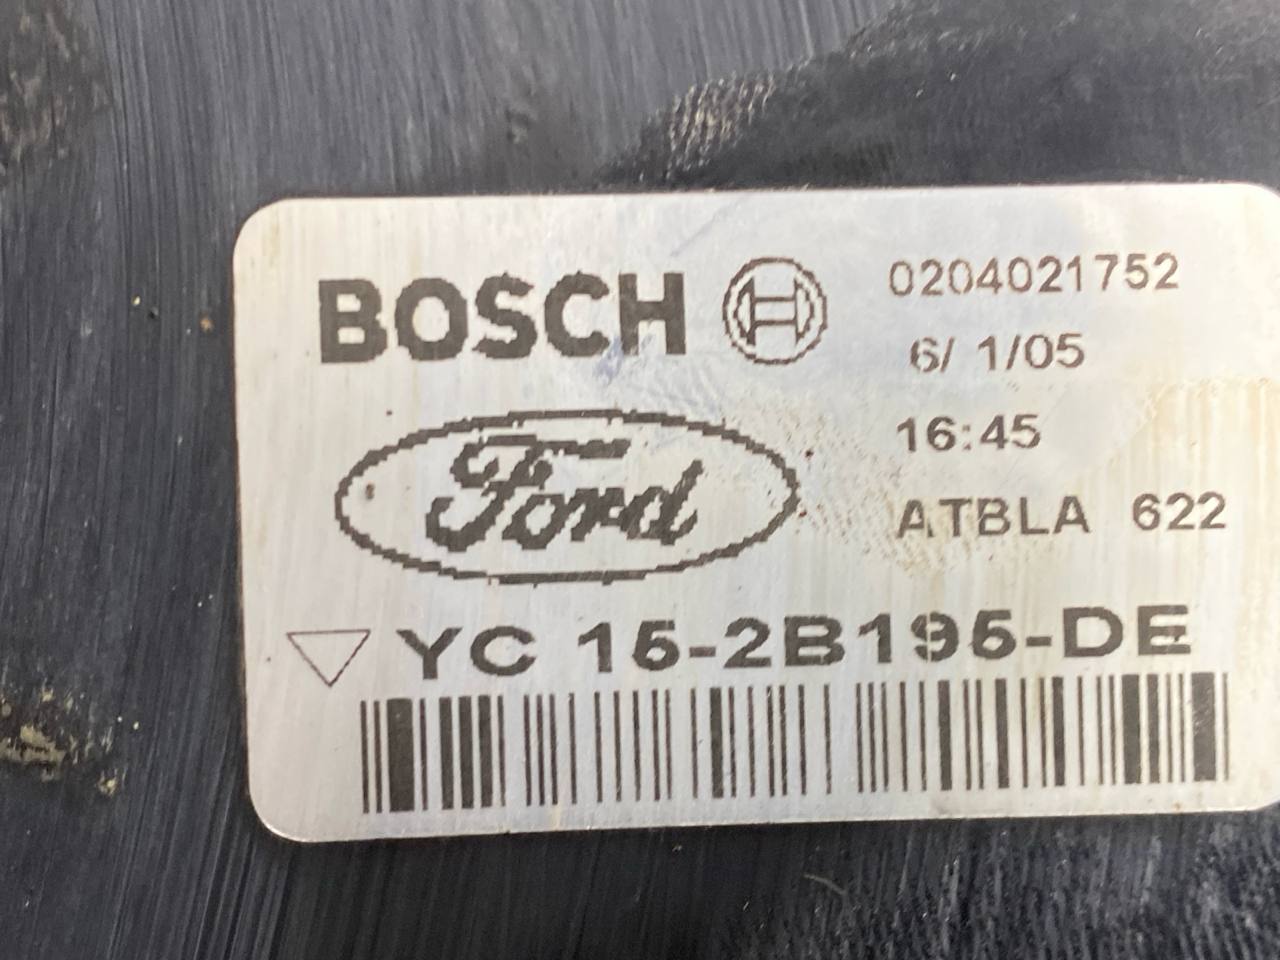 BOSCH
0204021752
6/ 1/05
16:45
Ford
ATBLA 622
YC 15-2B195-DE